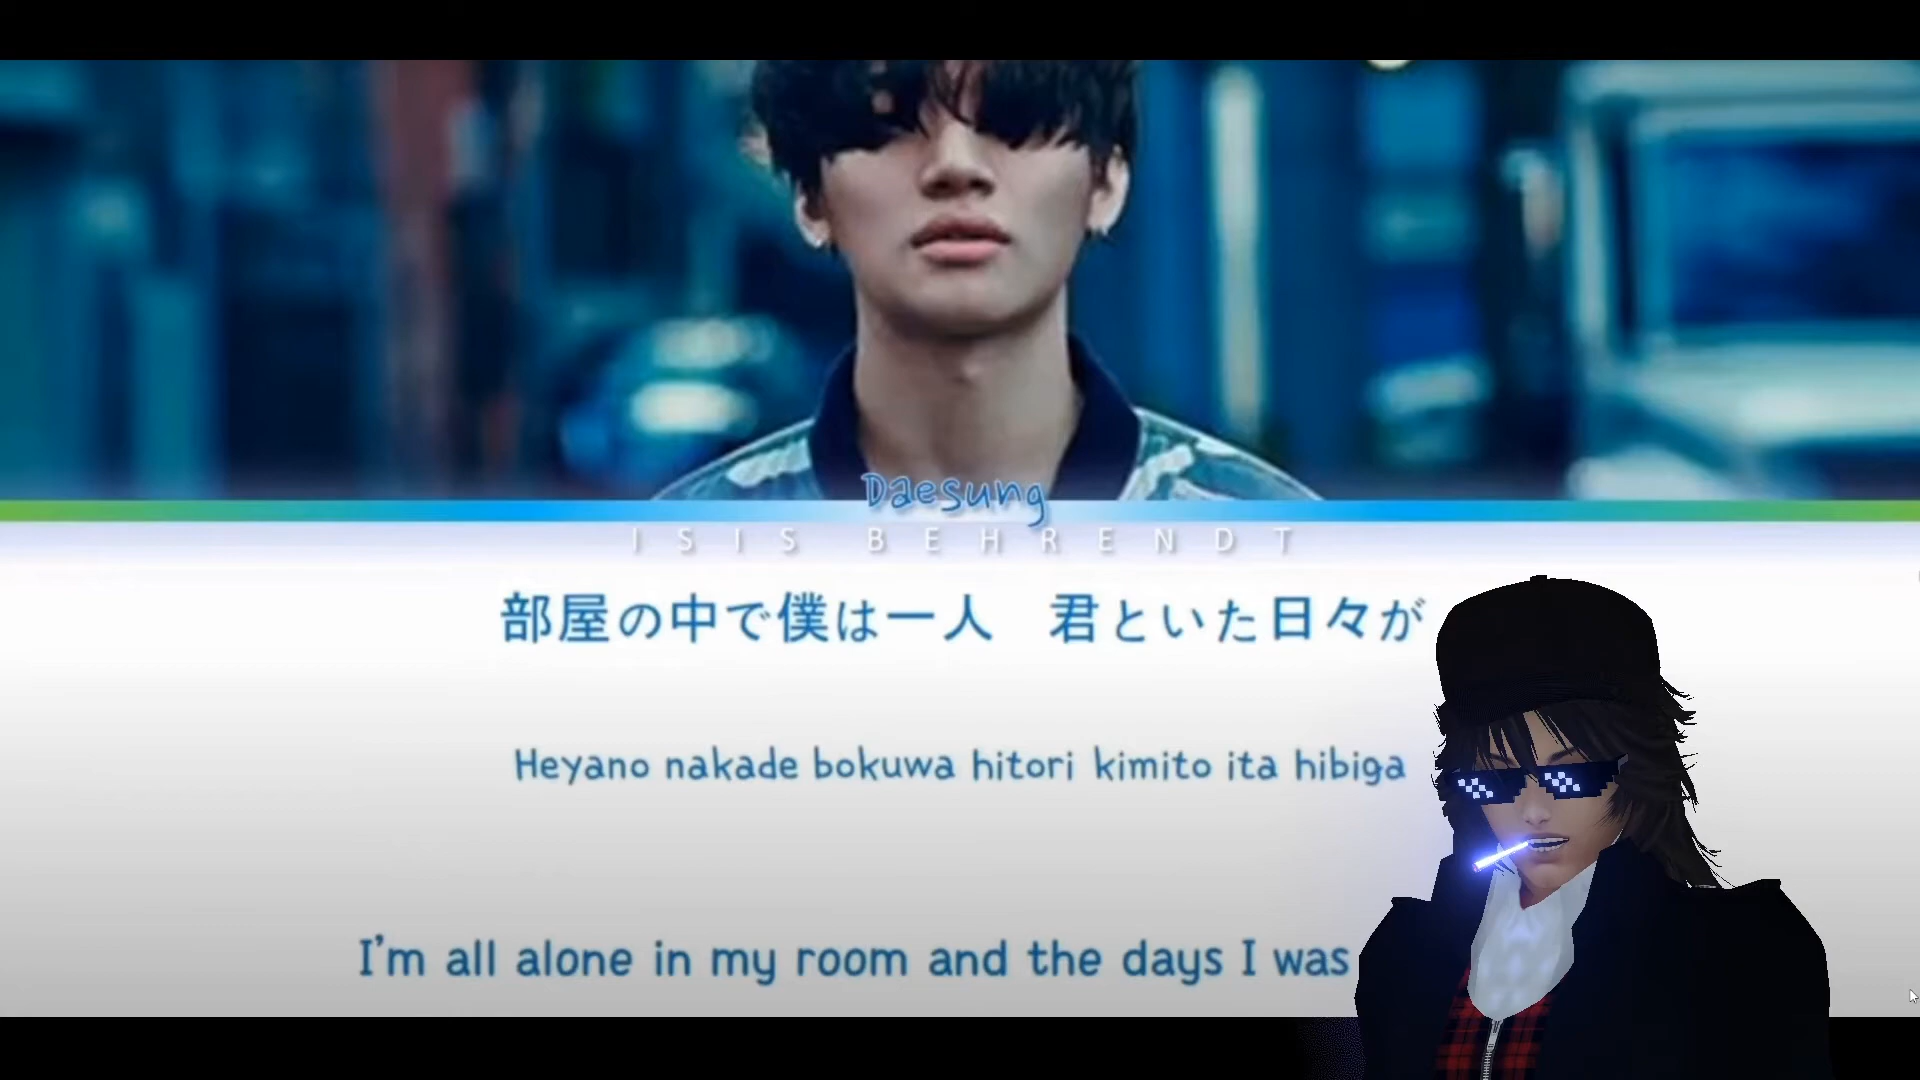 Daesung
ISIS BEHRENDT
部屋の中で僕は一人　君といた日々が
Heyano nakade bokuwa hitori kimito ita hibiga
I'm all alone in my room and the days I was